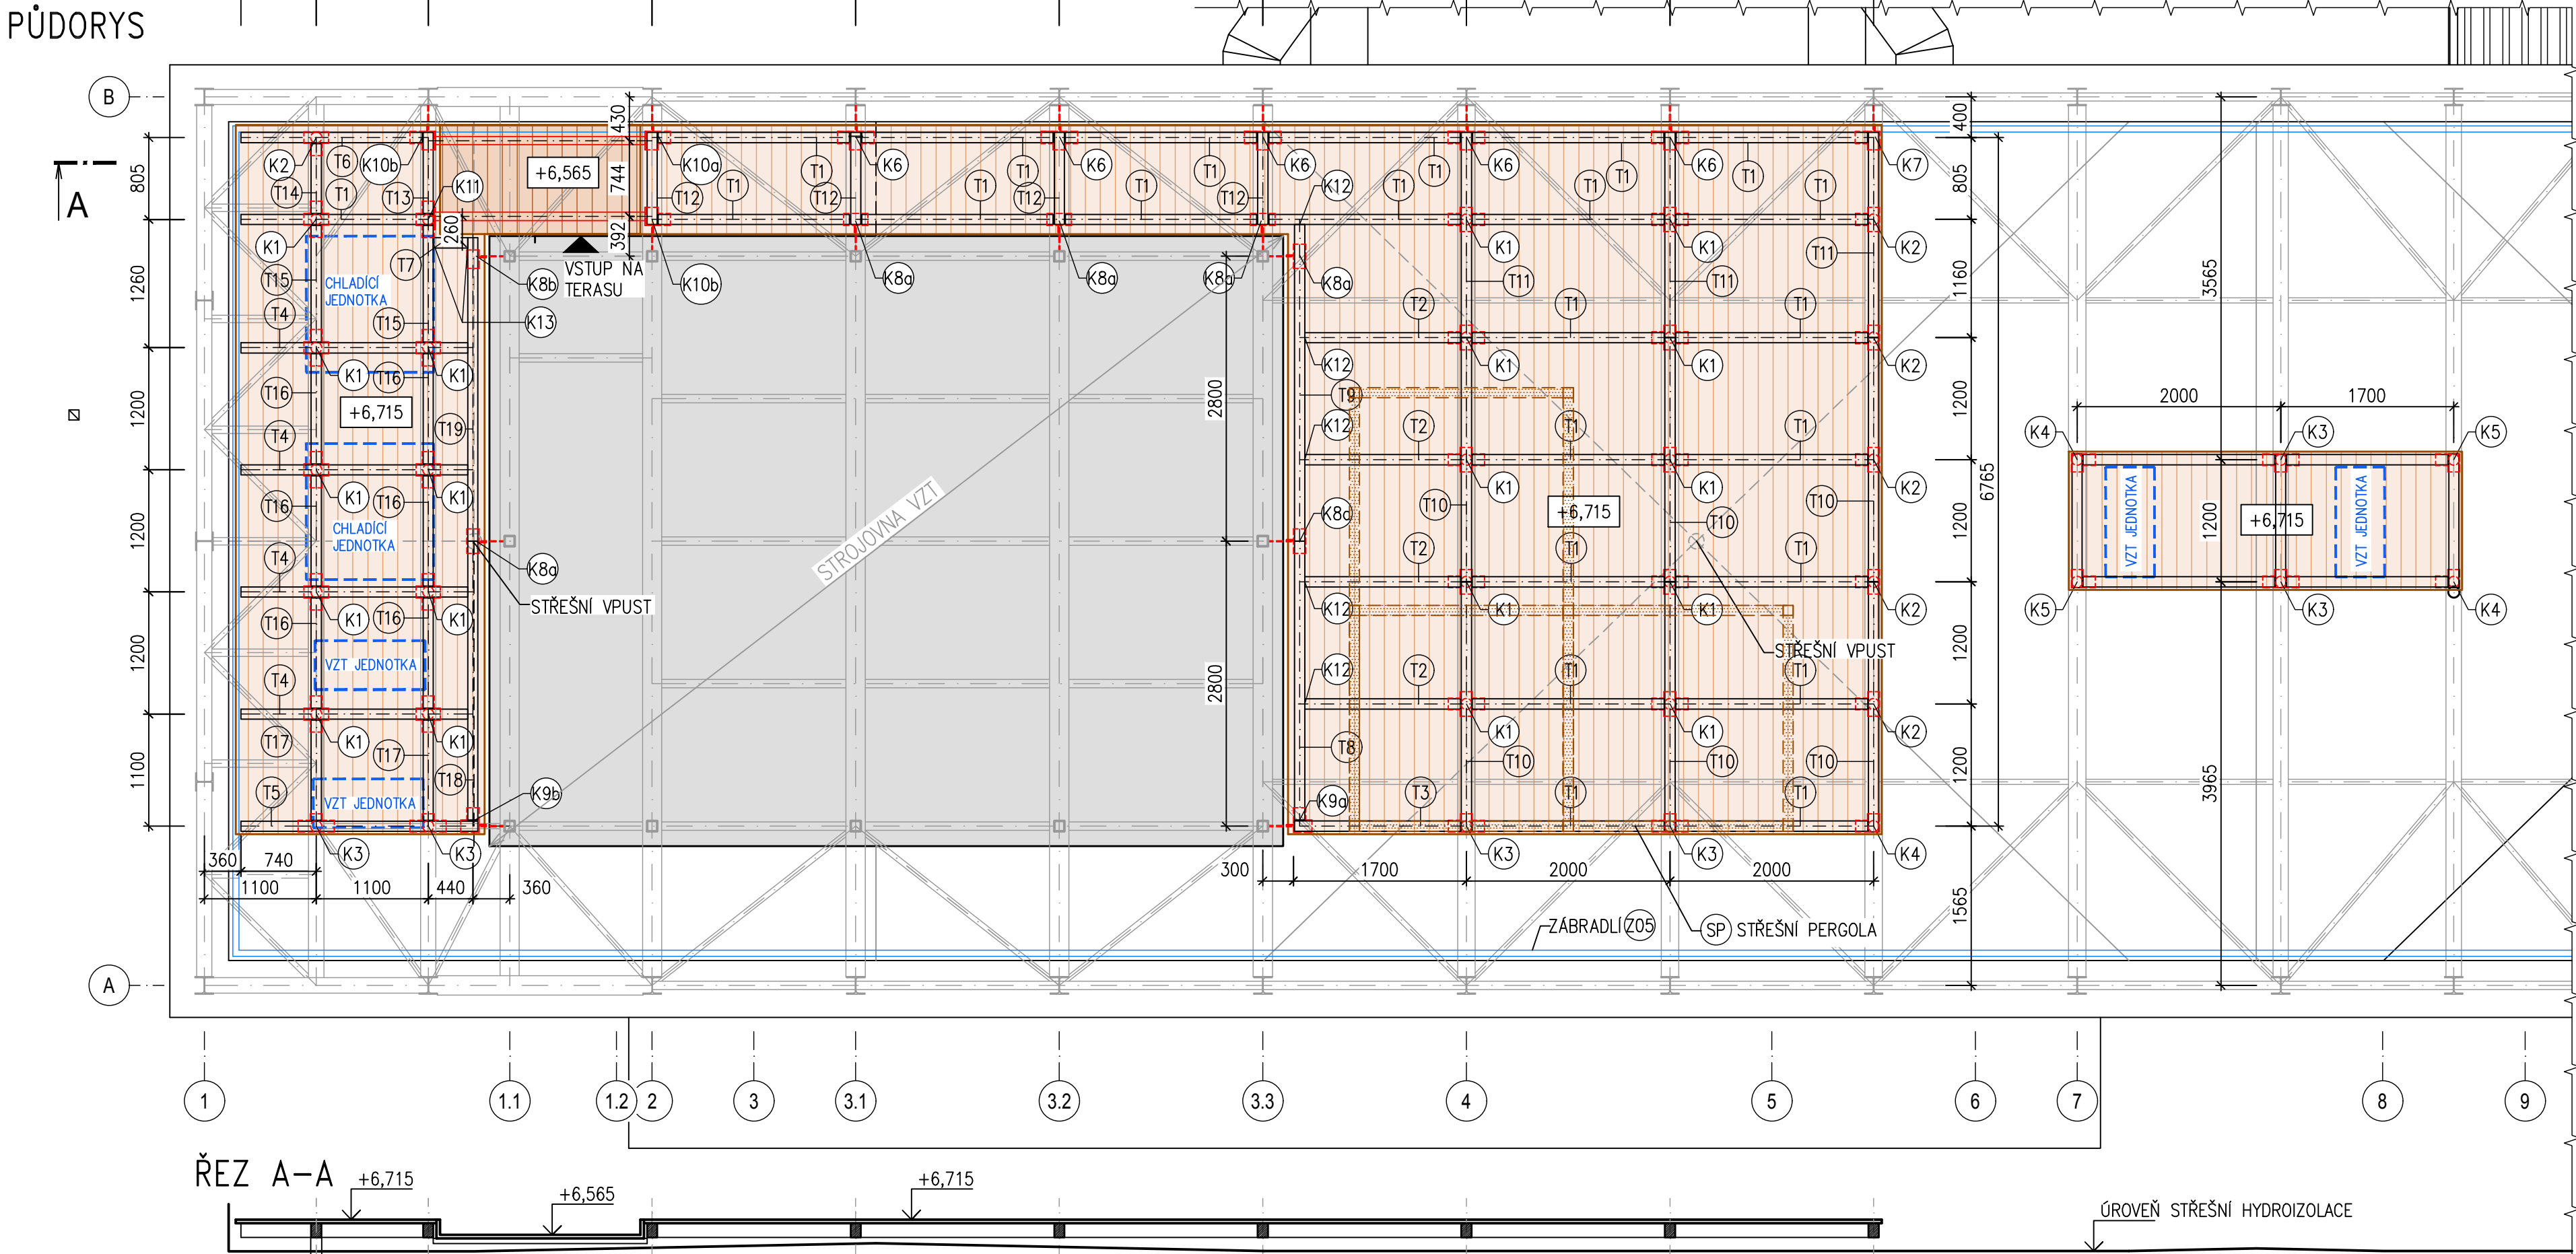 PŮDORYS
B
430
400
K2
T6
K10b
+6,565
744
K10a
T1
K6
T1
K6
T1
K6
T1
K6
T1
K6
T1
K7
805
A
T14
T1
T13
K11
T12
T1
T12
T1
T12
T1
T12
K12
T1
T1
T1
805
K1
260
392
K1
K1
K2
T15
T7
VSTUP NA
TERASU
K8b
K10b
K8a
K8a
K8a
K8a
T11
T11
T11
1260
CHLADÍCÍ
JEDNOTKA
T4
T15
K13
T2
T1
T1
1160
3565
K1
T16
K1
K12
K1
K1
K2
T16
+6,715
T9
2800
1200
1200
2000
1700
T4
T19
K12
T2
T1
T1
K4
K3
K5
STROJOVNA VZT
K1
K1
K1
K1
K2
6765
T16
T16
T10
+6,715
T10
T10
VZT JEDNOTKA
1200
+6,715
VZT JEDNOTKA
1200
CHLADÍCÍ
JEDNOTKA
K8a
1200
T4
K8a
T2
T1
T1
STŘEŠNÍ VPUST
K1
K1
K12
K1
K1
K2
K5
K3
K4
T16
T16
STŘEŠNÍ VPUST
1200
VZT JEDNOTKA
T4
2800
K12
T2
T1
T1
1200
K1
K1
K1
K1
K2
T17
T17
T8
T10
T10
T10
1100
T18
T5
VZT JEDNOTKA
K9b
K9a
T3
T1
T1
1200
3965
K3
K3
K3
K3
K4
360
740
1100
1100
440
360
300
1700
2000
2000
1565
ZÁBRADLÍ Z05
SP STŘEŠNÍ PERGOLA
A
1
1.1
1.2
2
3
3.1
3.2
3.3
4
5
6
7
8
9
ŘEZ A-A
+6,715
+6,565
+6,715
ÚROVEŇ STŘEŠNÍ HYDROIZOLACE